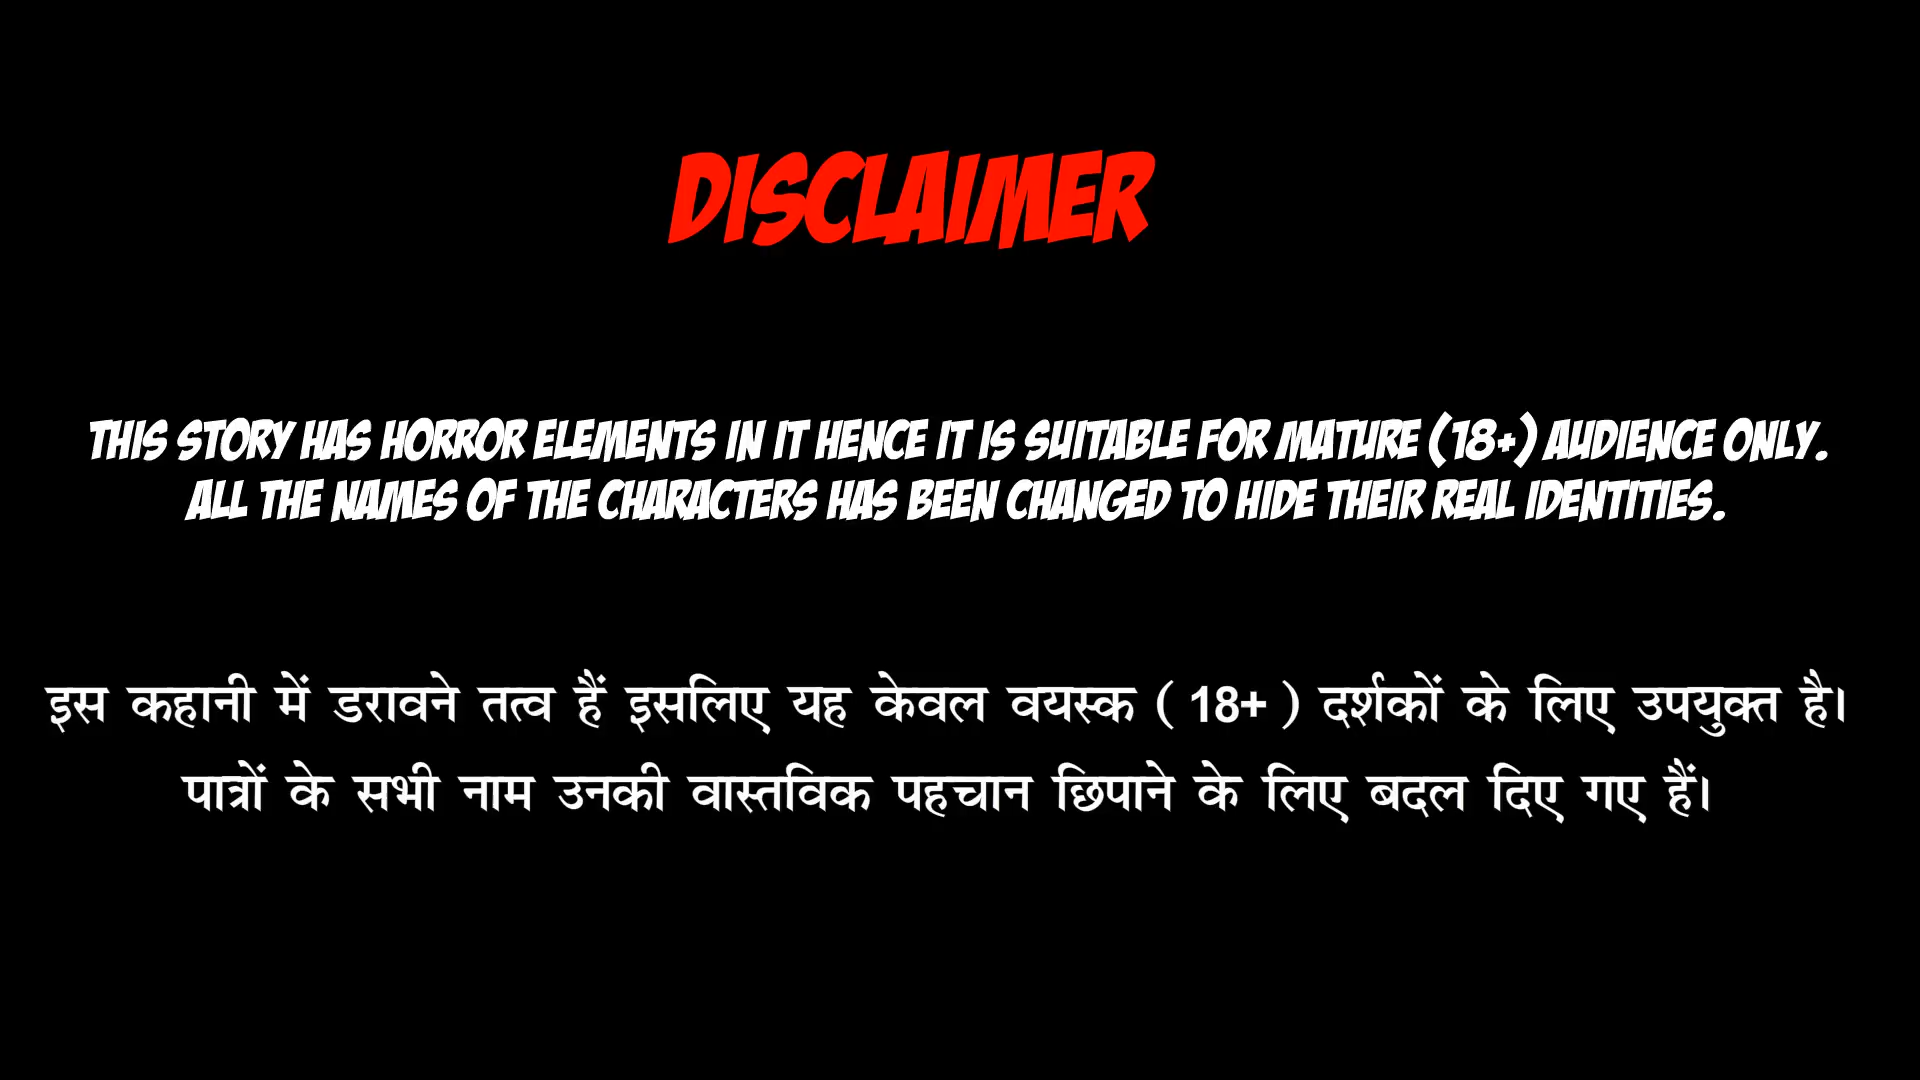 DISCLAIMER
THIS STORY HAS HORROR ELEMENTS IN IT HENCE IT IS SUITABLE FOR MATURE (18+) AUDIENCE ONLY.
ALL THE NAMES OF THE CHARACTERS HAS BEEN CHANGED TO HIDE THEIR REAL IDENTITIES.
इस कहानी में डरावने तत्व हैं इसलिए यह केवल वयस्क ( 18+ ) दर्शकों के लिए उपयुक्त है।
पात्रों के सभी नाम उनकी वास्तविक पहचान छिपाने के लिए बदल दिए गए हैं।